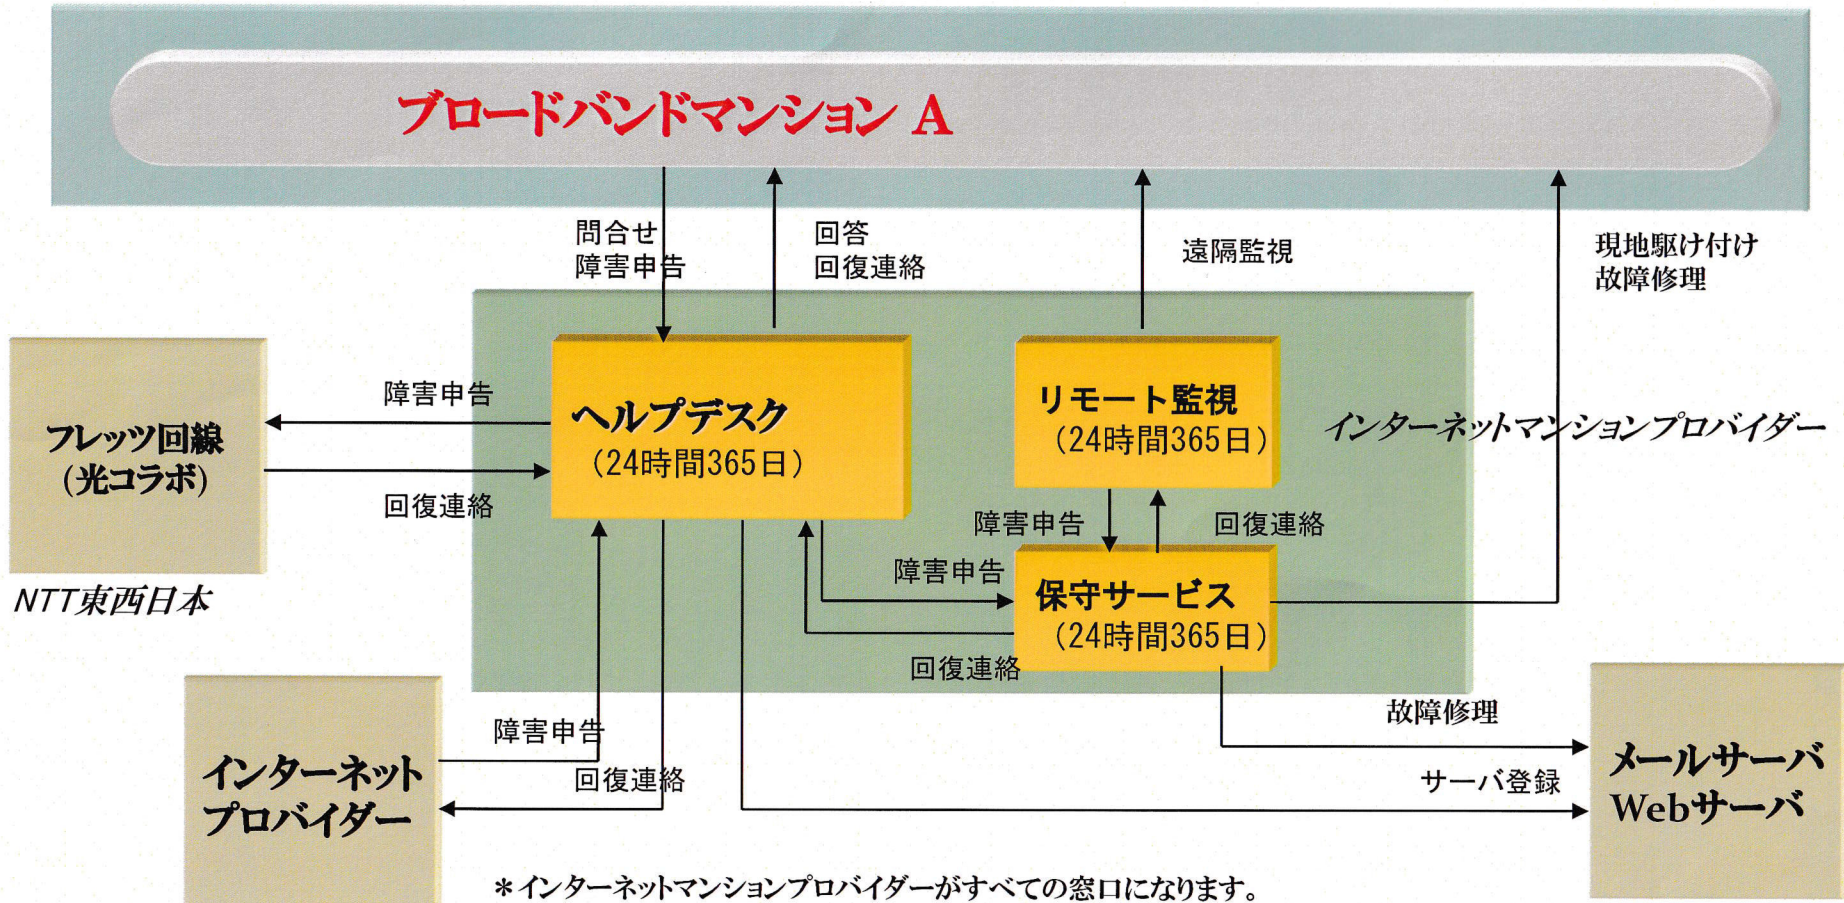 ブロードバンドマンション A
問合せ
障害申告
回答
回復連絡
遠隔監視
現地駆け付け
故障修理
フレッツ回線
(光コラボ)
NTT東西日本
障害申告
回復連絡
ヘルプデスク
(24時間365日)
リモート監視
(24時間365日)
インターネットマンションプロバイダー
障害申告
回復連絡
障害申告
回復連絡
保守サービス
(24時間365日)
インターネット
プロバイダー
障害申告
回復連絡
故障修理
サーバ登録
メールサーバ
Webサーバ
*インターネットマンションプロバイダーがすべての窓口になります。